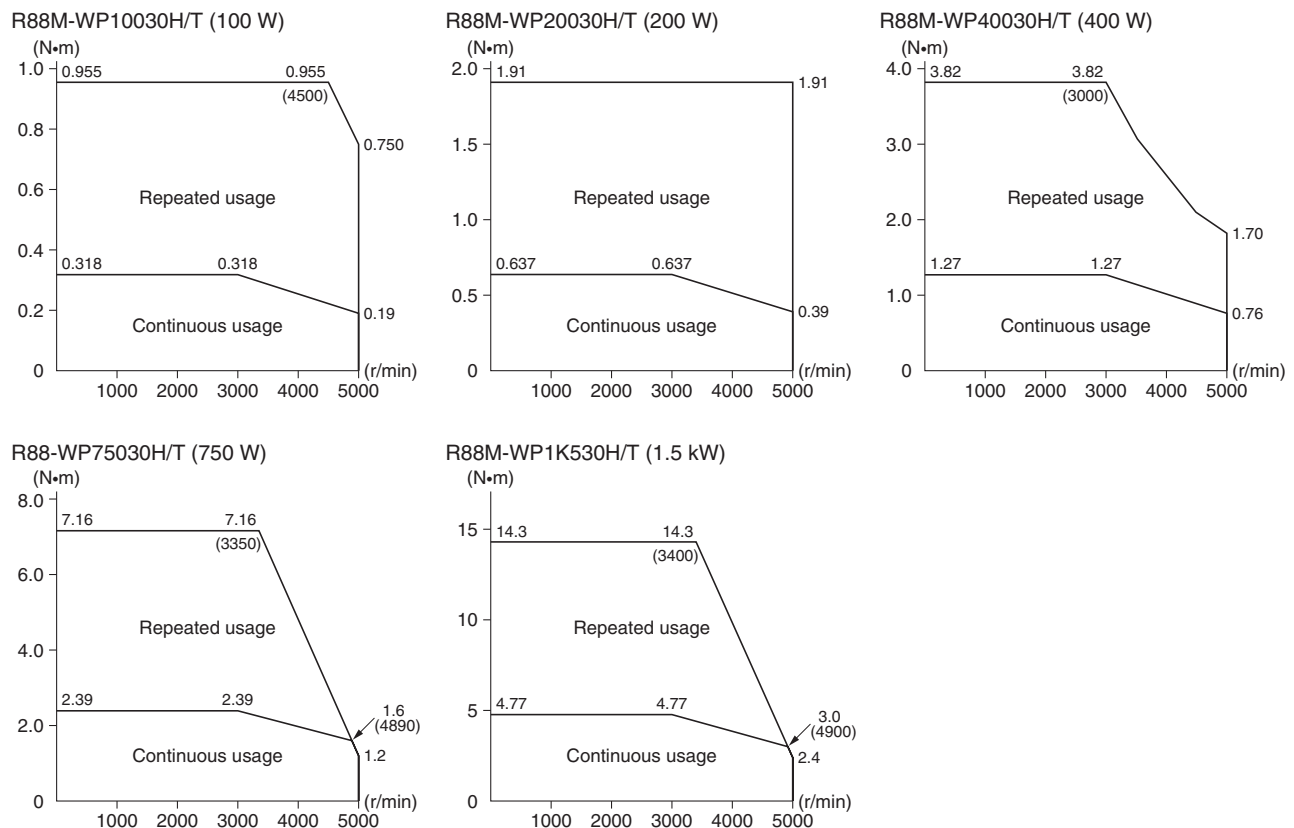 R88M-WP10030H/T (100 W)
(N•m)
1.0
0.8
0.6
0.4
0.2
0
0.955
0.955
(4500)
0.750
Repeated usage
0.318
0.318
0.19
Continuous usage
(r/min)
1000 2000 3000 4000 5000
R88M-WP20030H/T (200 W)
(N•m)
2.0
1.5
1.0
0.5
0
1.91
1.91
Repeated usage
0.637
0.637
0.39
Continuous usage
(r/min)
1000 2000 3000 4000 5000
R88M-WP40030H/T (400 W)
(N•m)
4.0
3.0
2.0
1.0
0
3.82
3.82
(3000)
Repeated usage
1.70
1.27
1.27
0.76
Continuous usage
(r/min)
1000 2000 3000 4000 5000
R88-WP75030H/T (750 W)
(N•m)
8.0
6.0
4.0
2.0
0
7.16
7.16
(3350)
Repeated usage
2.39
2.39
1.6
(4890)
Continuous usage
1.2
(r/min)
1000 2000 3000 4000 5000
R88M-WP1K530H/T (1.5 kW)
(N•m)
15
10
5
0
14.3
14.3
(3400)
Repeated usage
4.77
4.77
3.0
(4900)
Continuous usage
2.4
(r/min)
1000 2000 3000 4000 5000